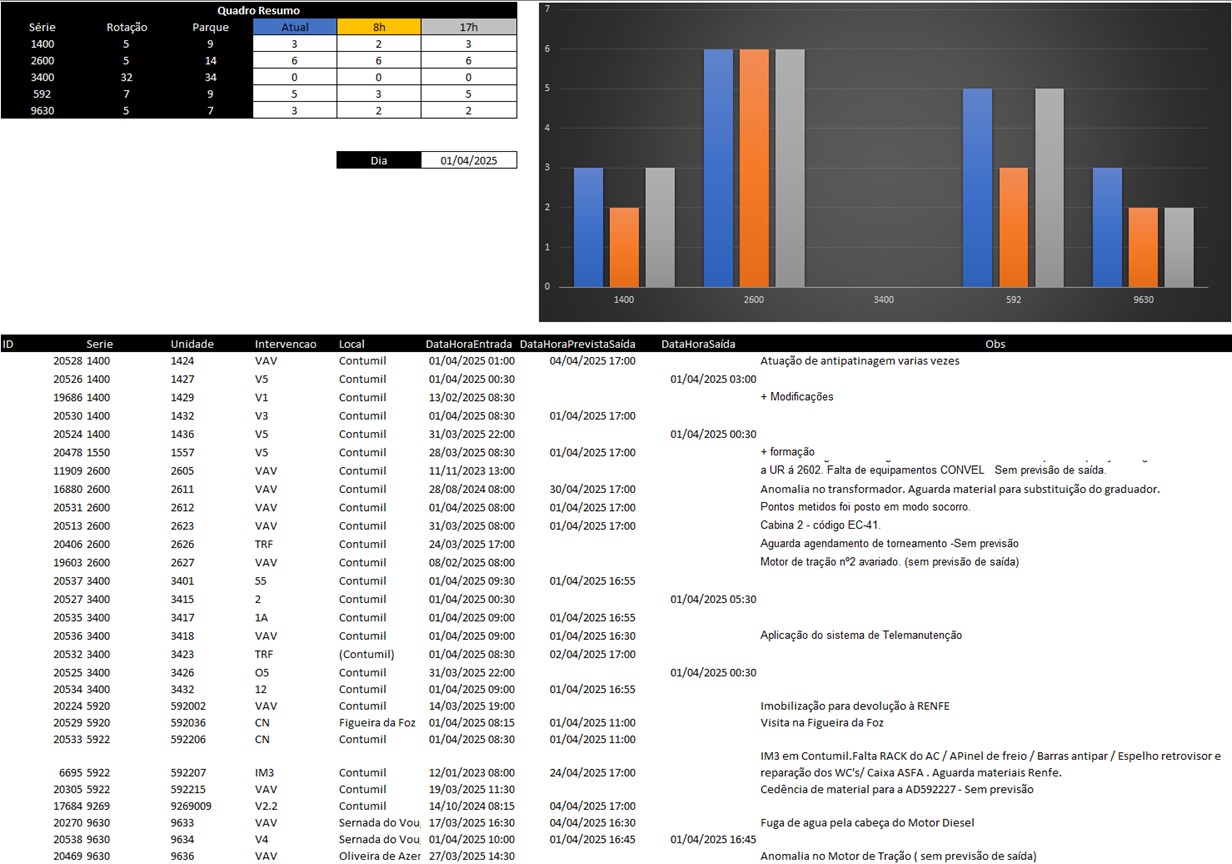 Quadro Resumo
Série Rotação Parque Atual 8h 17h
1400 5 9 3 2 3
2600 5 14 6 6 6
3400 32 34 0 0 0
592 7 9 5 3 5
9630 5 7 3 2 2
Dia 01/04/2025
7
6
5
4
3
2
1
0
1400 2600 3400 592 9630
ID Serie Unidade Intervencao Local DataHoraEntrada DataHoraPrevistaSaída DataHoraSaída Obs
20528 1400 1424 VAV Contumil 01/04/2025 01:00 04/04/2025 17:00 Atuação de antipatinagem varias vezes
20526 1400 1427 V5 Contumil 01/04/2025 00:30 01/04/2025 03:00
19686 1400 1429 V1 Contumil 13/02/2025 08:30 + Modificações
20530 1400 1432 V3 Contumil 01/04/2025 08:30 01/04/2025 17:00
20524 1400 1436 V5 Contumil 31/03/2025 22:00 01/04/2025 00:30
20478 1550 1557 V5 Contumil 28/03/2025 08:30 01/04/2025 17:00 + formação
11909 2600 2605 VAV Contumil 11/11/2023 13:00 a UR á 2602. Falta de equipamentos CONVEL Sem previsão de saída.
16880 2600 2611 VAV Contumil 28/08/2024 08:00 30/04/2025 17:00 Anomalia no transformador. Aguarda material para substituição do graduador.
20531 2600 2612 VAV Contumil 01/04/2025 08:00 01/04/2025 17:00 Pontos metidos foi posto em modo socorro.
20513 2600 2623 VAV Contumil 31/03/2025 08:00 01/04/2025 17:00 Cabina 2 - código EC-41.
20406 2600 2626 TRF Contumil 24/03/2025 17:00 Aguarda agendamento de torneamento -Sem previsão
19603 2600 2627 VAV Contumil 08/02/2025 08:00 Motor de tração nº2 avariado. (sem previsão de saída)
20537 3400 3401 55 Contumil 01/04/2025 09:30 01/04/2025 16:55
20527 3400 3415 2 Contumil 01/04/2025 00:30 01/04/2025 05:30
20535 3400 3417 1A Contumil 01/04/2025 09:00 01/04/2025 16:55
20536 3400 3418 VAV Contumil 01/04/2025 09:00 01/04/2025 16:30 Aplicação do sistema de Telemanutenção
20532 3400 3423 TRF (Contumil) 01/04/2025 08:30 02/04/2025 17:00
20525 3400 3426 O5 Contumil 31/03/2025 22:00 01/04/2025 00:30
20534 3400 3432 12 Contumil 01/04/2025 09:00 01/04/2025 16:55
20224 5920 592002 VAV Contumil 14/03/2025 19:00 Imobilização para devolução à RENFE
20529 5920 592036 CN Figueira da Foz 01/04/2025 08:15 01/04/2025 11:00 Visita na Figueira da Foz
20533 5922 592206 CN Contumil 01/04/2025 08:30 01/04/2025 11:00
IM3 em Contumil.Falta RACK do AC / APinel de freio / Barras antipar / Espelho retrovisor e
6695 5922 592207 IM3 Contumil 12/01/2023 08:00 24/04/2025 17:00 reparação dos WC's/ Caixa ASFA . Aguarda materiais Renfe.
20305 5922 592215 VAV Contumil 19/03/2025 11:30 Cedência de material para a AD592227 - Sem previsão
17684 9269 9269009 V2.2 Contumil 14/10/2024 08:15 04/04/2025 17:00
20270 9630 9633 VAV Sernada do Vou 17/03/2025 16:30 04/04/2025 16:30 Fuga de agua pela cabeça do Motor Diesel
20538 9630 9634 V4 Sernada do Vou 01/04/2025 10:00 01/04/2025 16:45 01/04/2025 16:45
20469 9630 9636 VAV Oliveira de Azer 27/03/2025 14:30 Anomalia no Motor de Tração ( sem previsão de saída)